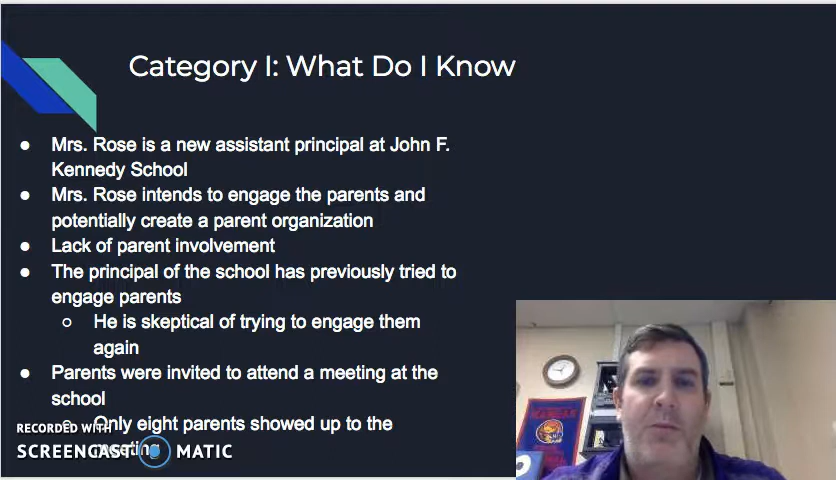 Category I: What Do I Know
● Mrs. Rose is a new assistant principal at John F.
Kennedy School
● Mrs. Rose intends to engage the parents and
potentially create a parent organization
● Lack of parent involvement
● The principal of the school has previously tried to
engage parents
○ He is skeptical of trying to engage them
again
● Parents were invited to attend a meeting at the
school
○ Only eight parents showed up to the
meeting
RECORDED WITH
SCREENCAST MATIC
KANSAS